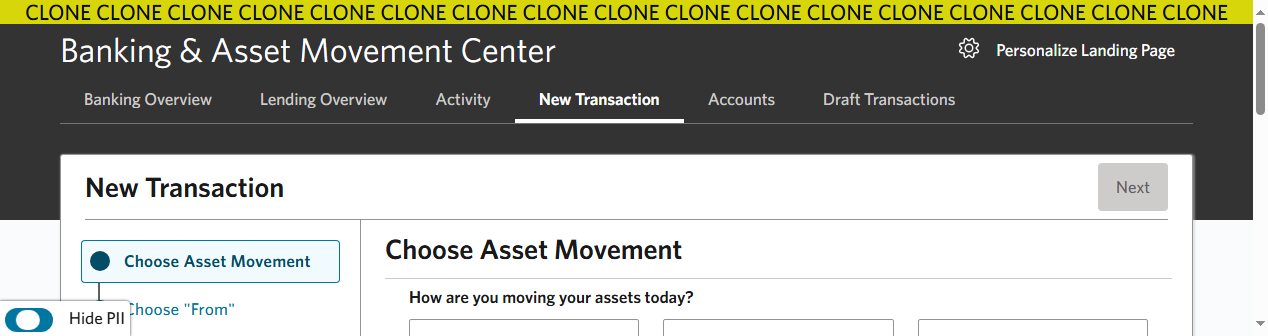 CLONE CLONE CLONE CLONE CLONE CLONE CLONE CLONE CLONE CLONE CLONE CLONE CLONE CLONE CLONE CLONE CLONE
Banking & Asset Movement Center
Personalize Landing Page
Banking Overview Lending Overview Activity New Transaction Accounts Draft Transactions
New Transaction
Next
Choose Asset Movement
Choose "From"
Hide PII
Choose Asset Movement
How are you moving your assets today?